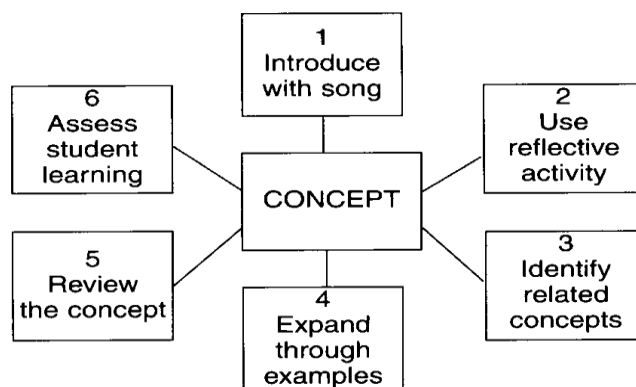 1
Introduce
with song
2
Use
reflective
activity
3
Identify
related
concepts
4
Expand
through
examples
5
Review
the concept
6
Assess
student
learning
CONCEPT